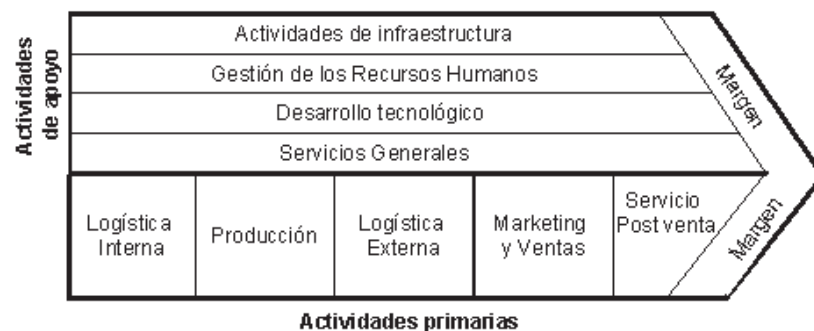 Actividades
de apoyo
Actividades de infraestructura
Gestión de los Recursos Humanos
Desarrollo tecnológico
Servicios Generales
Margen
Logística
Interna
Producción
Logística
Externa
Marketing
y Ventas
Servicio
Post venta
Margen
Actividades primarias